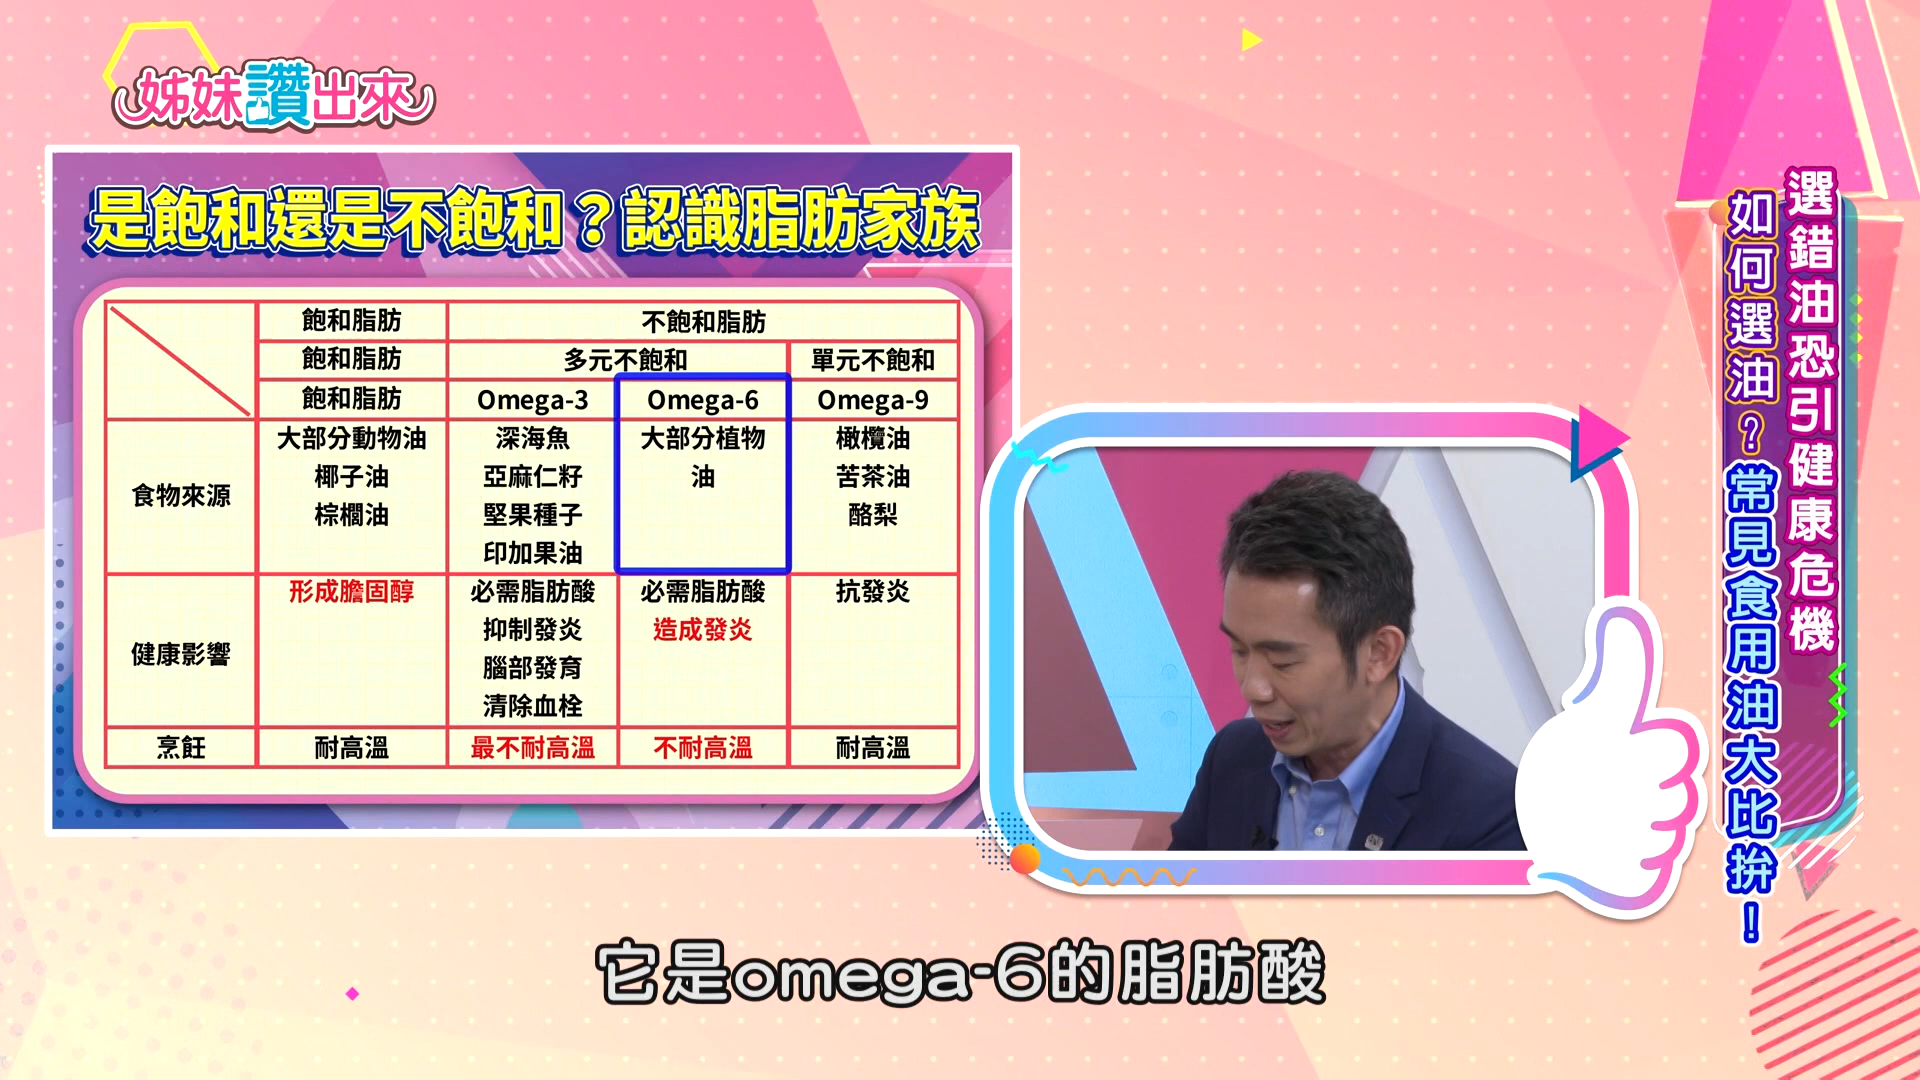 姊妹讚出來
是飽和還是不飽和？認識脂肪家族
飽和脂肪 不飽和脂肪
飽和脂肪 多元不飽和 單元不飽和
飽和脂肪 Omega-3 Omega-6 Omega-9
食物來源
大部分動物油
椰子油
棕櫚油
深海魚
亞麻仁籽
堅果種子
印加果油
大部分植物
油
橄欖油
苦茶油
酪梨
健康影響
形成膽固醇
必需脂肪酸
抑制發炎
腦部發育
清除血栓
必需脂肪酸
造成發炎
抗發炎
烹飪 耐高溫 最不耐高溫 不耐高溫 耐高溫
選錯油恐引健康危機
如何選油？常見食用油大比拚！
它是omega-6的脂肪酸